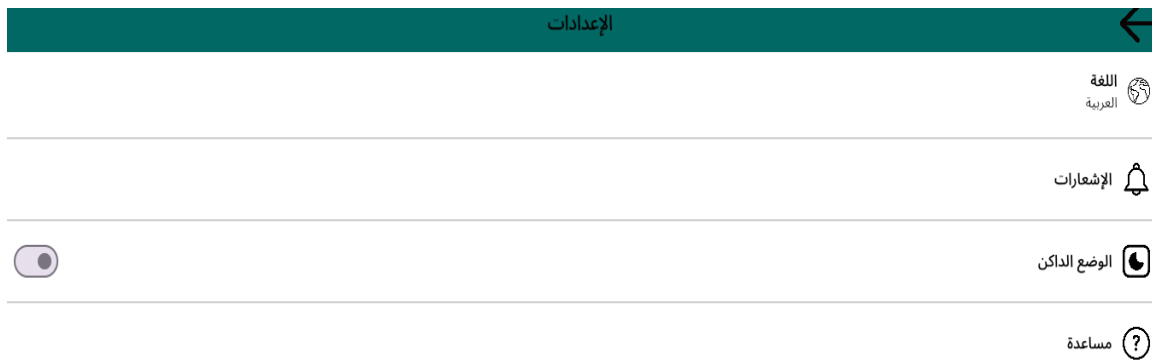 الإعدادات
اللغة
العربية
الإشعارات
الوضع الداكن
مساعدة